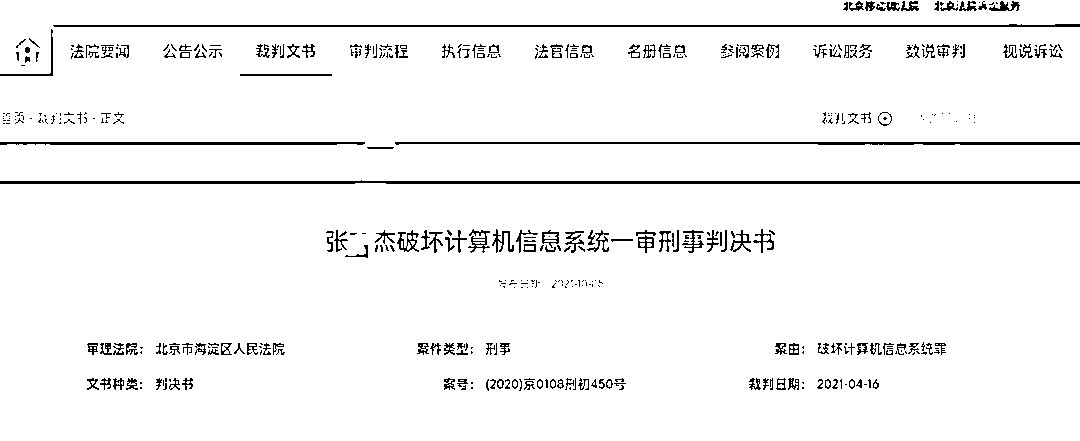 北京移动微法院 北京法院诉讼服务
法院要闻 公告公示 裁判文书 审判流程 执行信息 法官信息 名册信息 参阅案例 诉讼服务 数说审判 视说诉讼
首页 · 裁判文书 · 正文 裁判文书
张 杰破坏计算机信息系统一审刑事判决书
发布日期：
审理法院： 北京市海淀区人民法院 案件类型： 刑事 案由： 破坏计算机信息系统罪
文书种类： 判决书 案号： (2020)京0108刑初450号 裁判日期： 2021-04-16